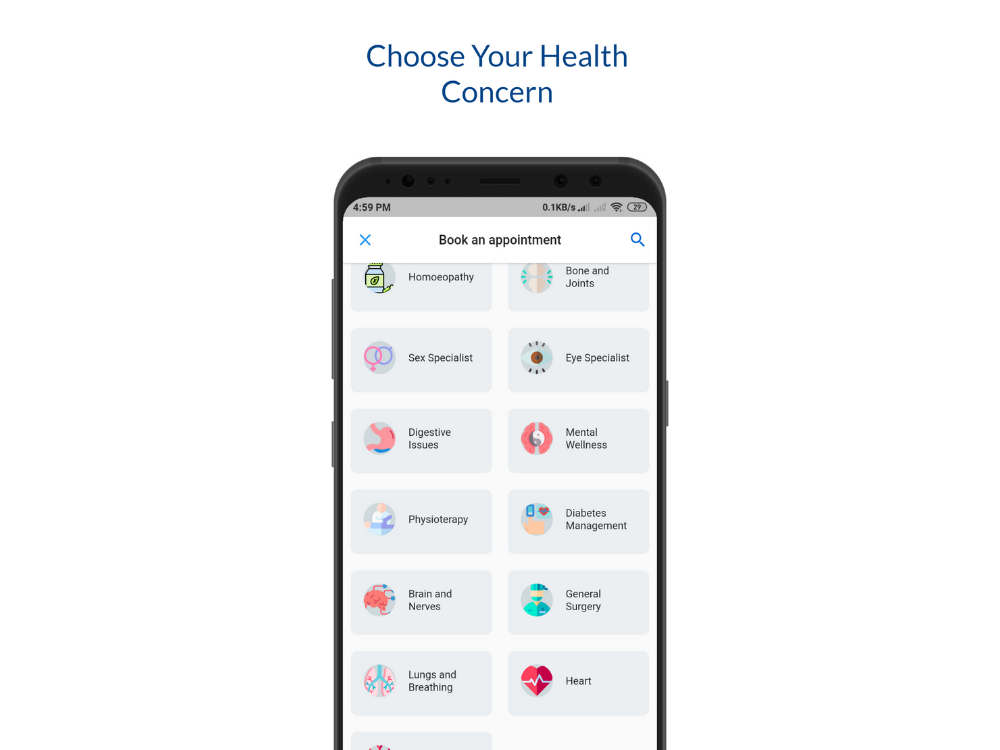 Choose Your Health
Concern
4:59 PM
0.1KB/s
29
Book an appointment
Homoeopathy
Bone and
Joints
Sex Specialist
Eye Specialist
Digestive
Issues
Mental
Wellness
Physioterapy
Diabetes
Management
Brain and
Nerves
General
Surgery
Lungs and
Breathing
Heart